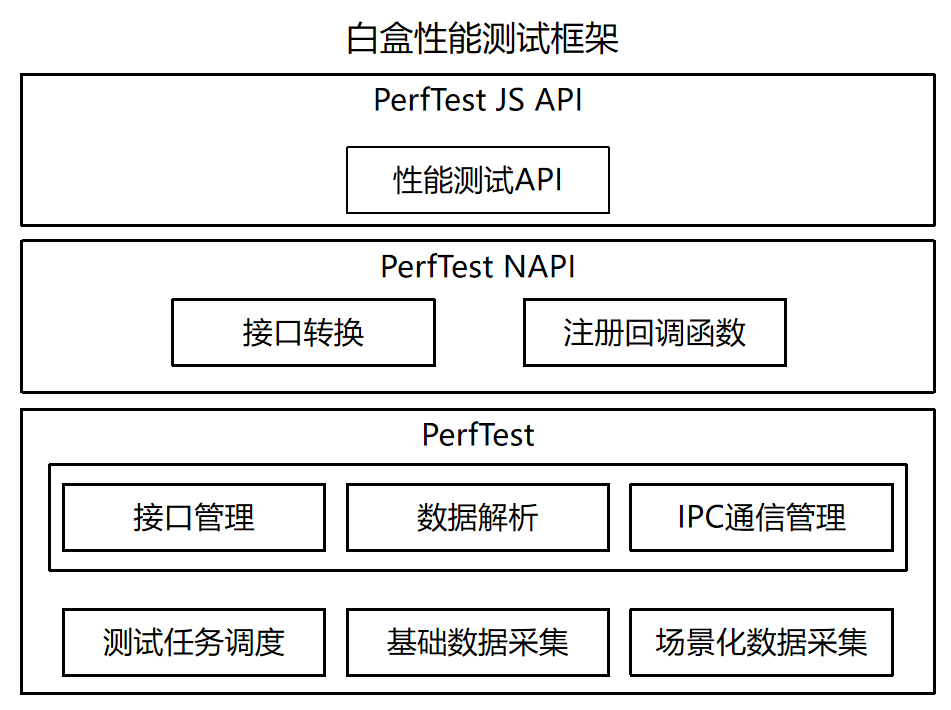 白盒性能测试框架
PerfTest JS API
性能测试API
PerfTest NAPI
接口转换
注册回调函数
PerfTest
接口管理
数据解析
IPC通信管理
测试任务调度
基础数据采集
场景化数据采集